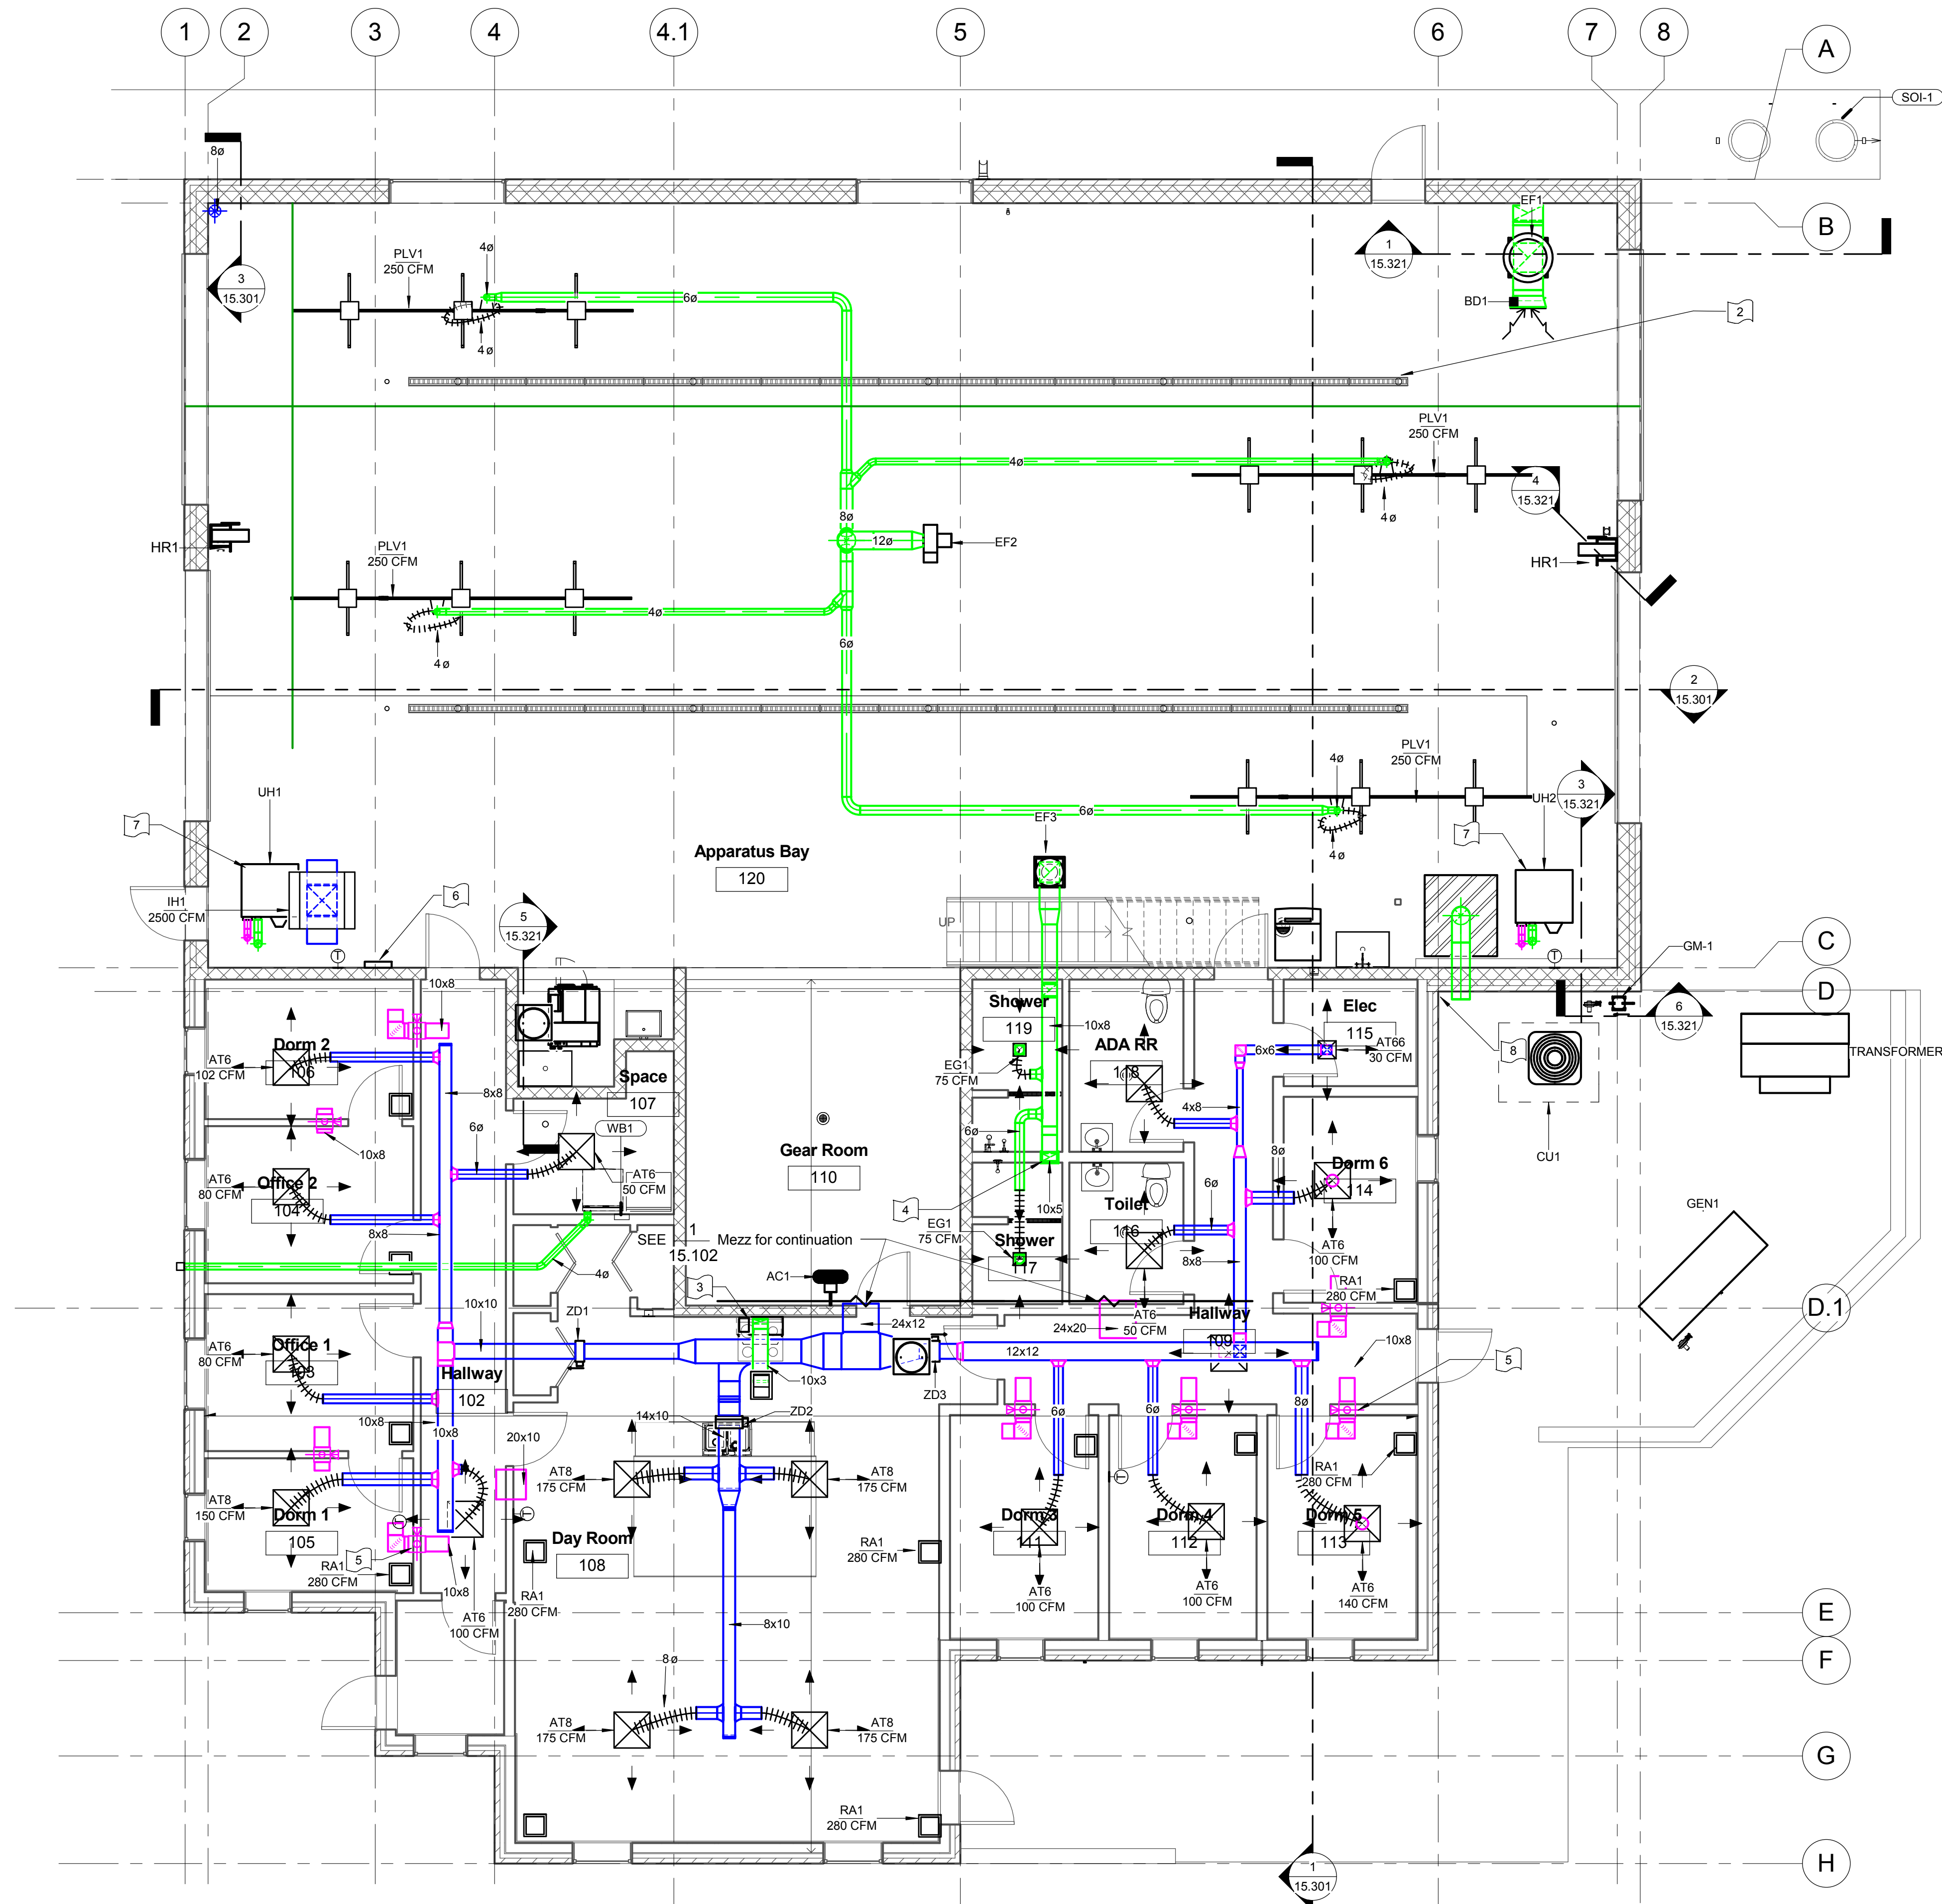 1
2
3
4
4.1
5
6
7
8
A
SOI-1
8ø
EF1
B
1
15.321
3
15.301
PLV1
250 CFM
4ø
6ø
BD1
2
4ø
PLV1
250 CFM
4ø
4
15.321
4ø
8ø
12ø
EF2
HR1
HR1
PLV1
250 CFM
4ø
6ø
4ø
2
15.301
PLV1
250 CFM
4ø
3
15.321
UH1
UH2
6ø
EF3
7
7
4ø
Apparatus Bay
120
6
IH1
2500 CFM
5
15.321
UP
T
T
GM-1
C
D
10x8
Shower
119
Elec
115
6
15.321
10x8
Dorm 2
106
AT6
102 CFM
ADA RR
118
6x6
AT66
30 CFM
8
TRANSFORMER
EG1
75 CFM
Space
107
8x8
4x8
WB1
6ø
6ø
10x8
Gear Room
110
8ø
Dorm 6
114
CU1
AT6
80 CFM
Office 2
104
AT6
50 CFM
Toilet
116
6ø
4
10x5
GEN1
8x8
SEE
1
15.102
Mezz for continuation
EG1
75 CFM
Shower
117
8x8
AT6
100 CFM
4ø
AC1
3
RA1
280 CFM
D.1
10x10
ZD1
24x12
24x20
AT6
50 CFM
Hallway
109
AT6
80 CFM
Office 1
103
12x12
10x8
5
Hallway
102
10x3
ZD3
10x8
10x8
14x10
ZD2
6ø
6ø
8ø
20x10
AT8
175 CFM
AT8
175 CFM
RA1
280 CFM
T
AT8
150 CFM
Dorm 1
105
T
T
Dorm 3
111
Dorm 4
112
Dorm 5
113
Day Room
108
RA1
280 CFM
RA1
280 CFM
5
10x8
RA1
280 CFM
AT6
100 CFM
AT6
100 CFM
AT6
100 CFM
AT6
140 CFM
E
8x10
F
8ø
AT8
175 CFM
AT8
175 CFM
G
RA1
280 CFM
H
1
15.301